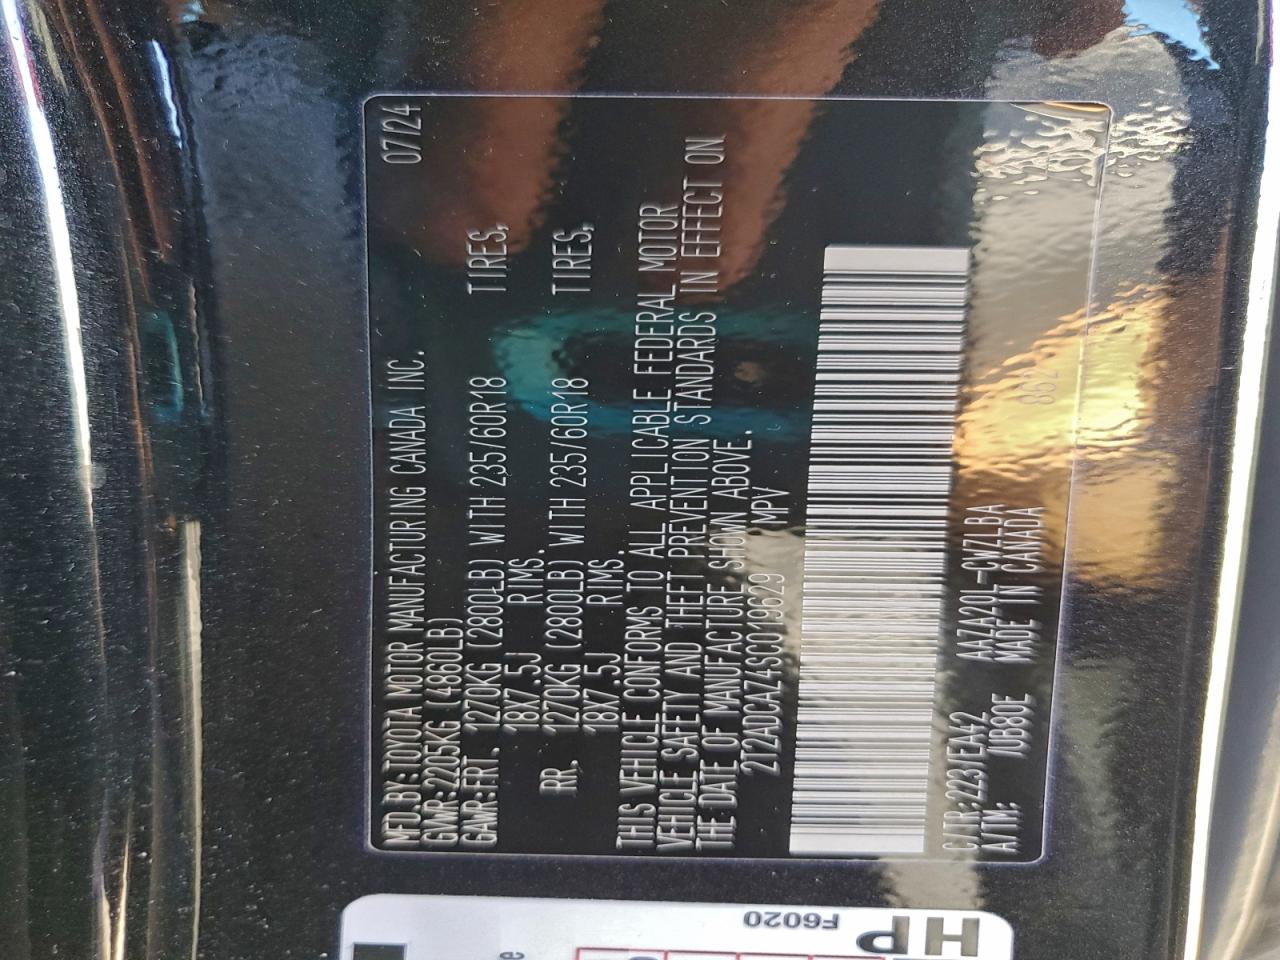 MFD.BY:TOYOTA MOTOR MANUFACTURING CANADA INC. 07/24
GVWR:2205KG (4860LB)
GAWR:FRT. 1270KG (2800LB) WITH 235/60R18 TIRES,
18X7.5J RIMS.
RR. 1270KG (2800LB) WITH 235/60R18 TIRES,
18X7.5J RIMS.
THIS VEHICLE CONFORMS TO ALL APPLICABLE FEDERAL MOTOR
VEHICLE SAFETY AND THEFT PREVENTION STANDARDS IN EFFECT ON
THE DATE OF MANUFACTURE SHOWN ABOVE.
2T2ADCAZ4SC019629 MPV
C/TR:2231EA42 AAZA20L-CWZLBA
A/TM: /UB80E MADE IN CANADA
F6020
HP